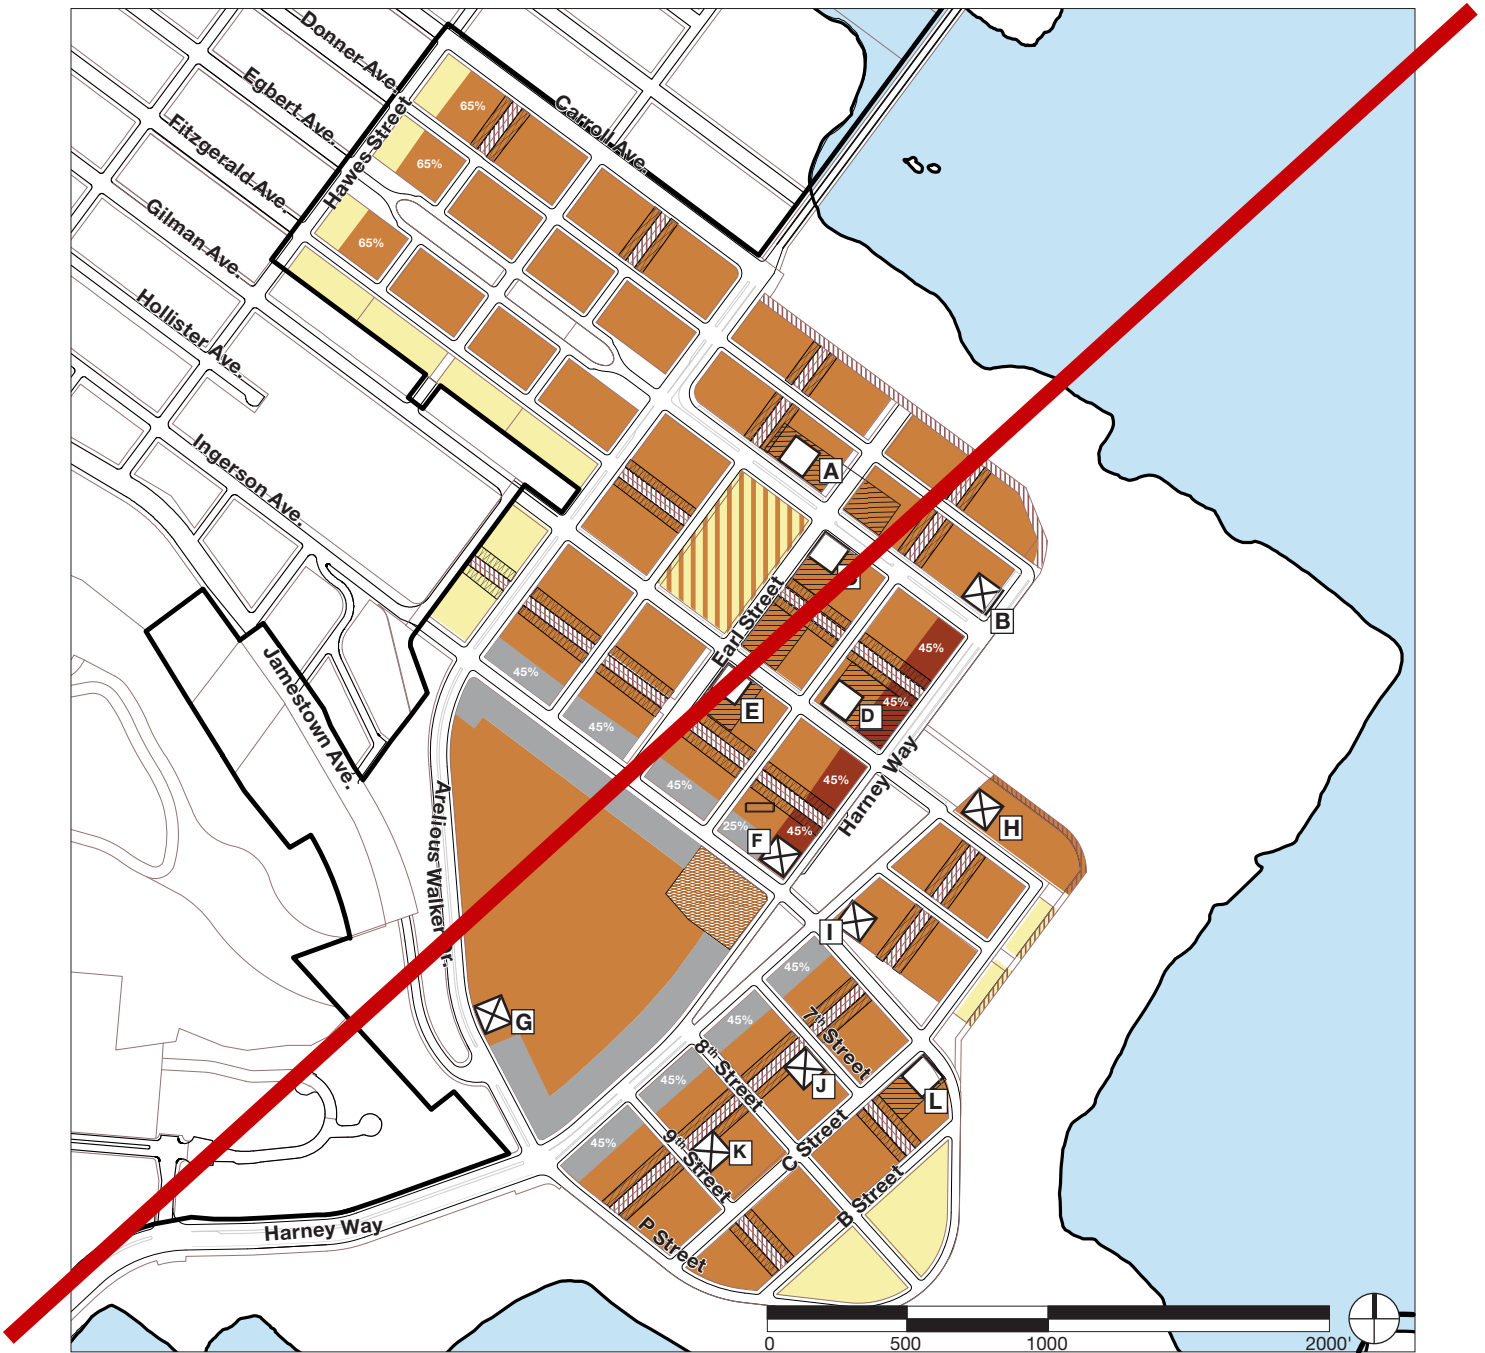 Donner Ave.
Egbert Ave.
Fitzgerald Ave.
Gilman Ave.
Hollister Ave.
Ingerson Ave.
Jamestown Ave.
Hawes Street
Carroll Ave.
65%
65%
65%
A
B
Earl Street
45%
45%
D
E
45%
45%
45%
45%
25%
45%
F
Harney Way
H
Arelious Walker Dr.
G
I
45%
45%
45%
45%
7th Street
8th Street
9th Street
J
K
L
C Street
B Street
P Street
Harney Way
0
500
1000
2000'